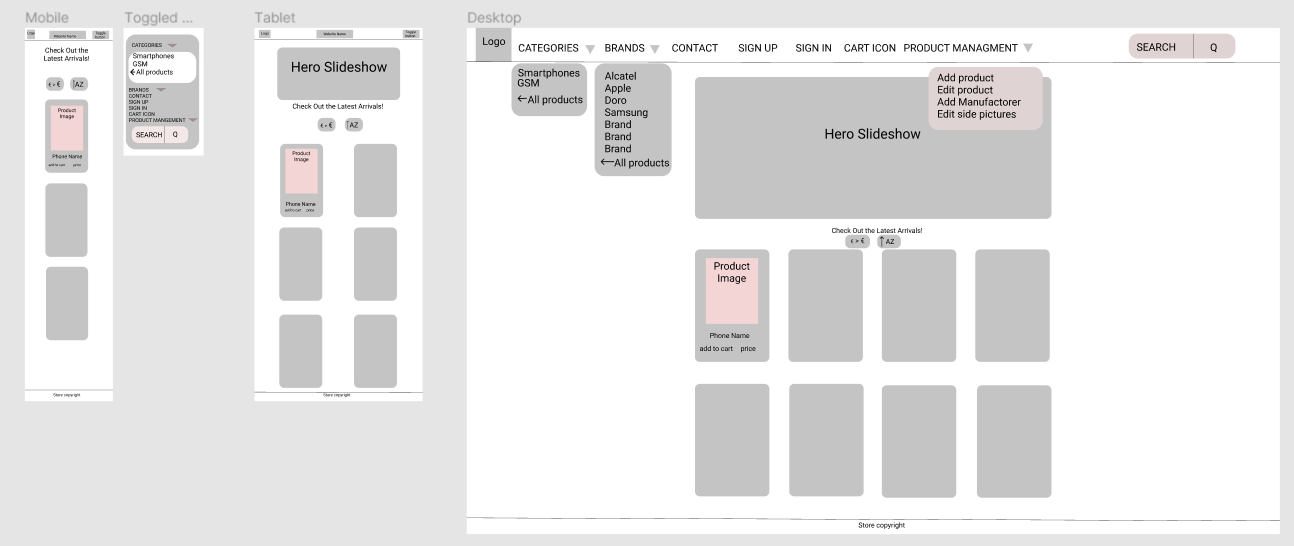 Mobile
Logo
Website Name
Toggle
button
Check Out the
Latest Arrivals!
€ > €
↑AZ
Product
Image
Phone Name
add to cart price
Store copyright
Toggled ...
CATEGORIES
Smartphones
GSM
←All products
BRANDS
CONTACT
SIGN UP
SIGN IN
CART ICON
PRODUCT MANGEMENT
SEARCH Q
Tablet
Logo
Website Name
Toggle
button
Hero Slideshow
Check Out the Latest Arrivals!
€ > €
↑AZ
Product
Image
Phone Name
add to cart price
Store copyright
Desktop
Logo
CATEGORIES BRANDS CONTACT SIGN UP SIGN IN CART ICON PRODUCT MANAGMENT
SEARCH Q
Smartphones
GSM
←All products
Alcatel
Apple
Doro
Samsung
Brand
Brand
Brand
←All products
Add product
Edit product
Add Manufactorer
Edit side pictures
Hero Slideshow
Check Out the Latest Arrivals!
€ > €
↑AZ
Product
Image
Phone Name
add to cart price
Store copyright